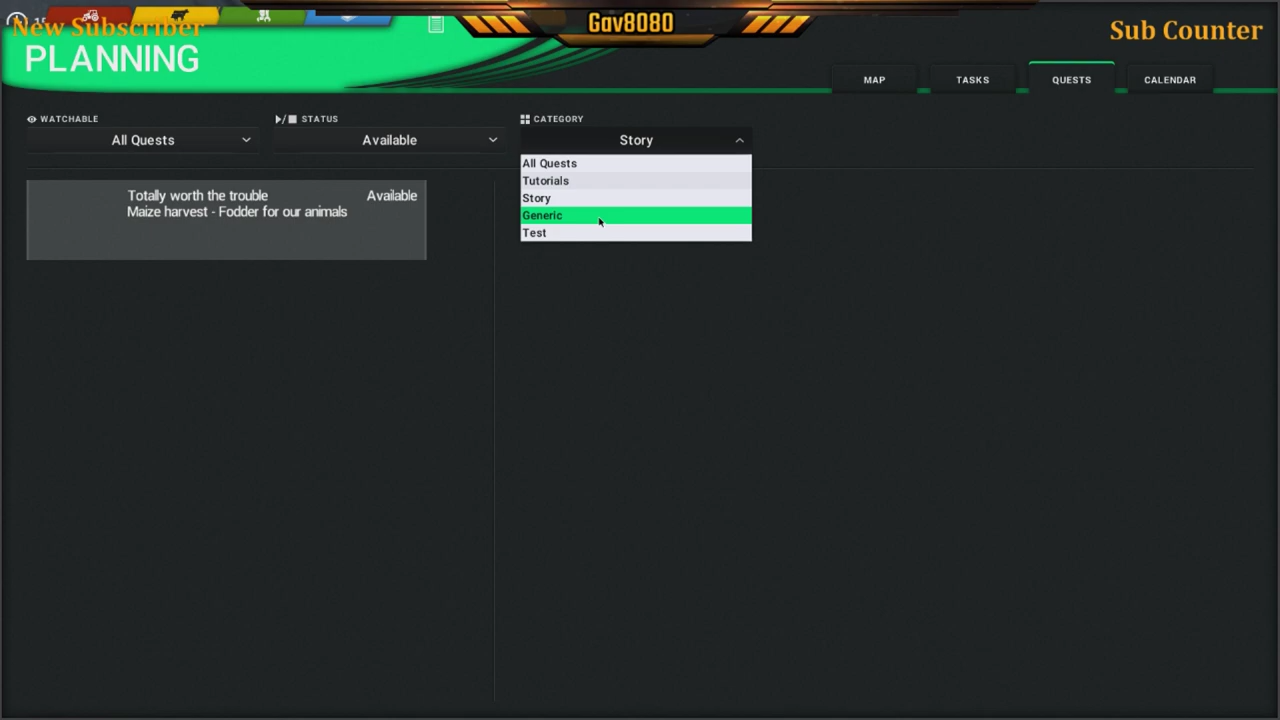 New Subscriber
Gav8080
Sub Counter
PLANNING
MAP
TASKS
QUESTS
CALENDAR
WATCHABLE
STATUS
CATEGORY
All Quests
Available
Story
All Quests
Tutorials
Story
Generic
Test
Totally worth the trouble
Available
Maize harvest - Fodder for our animals